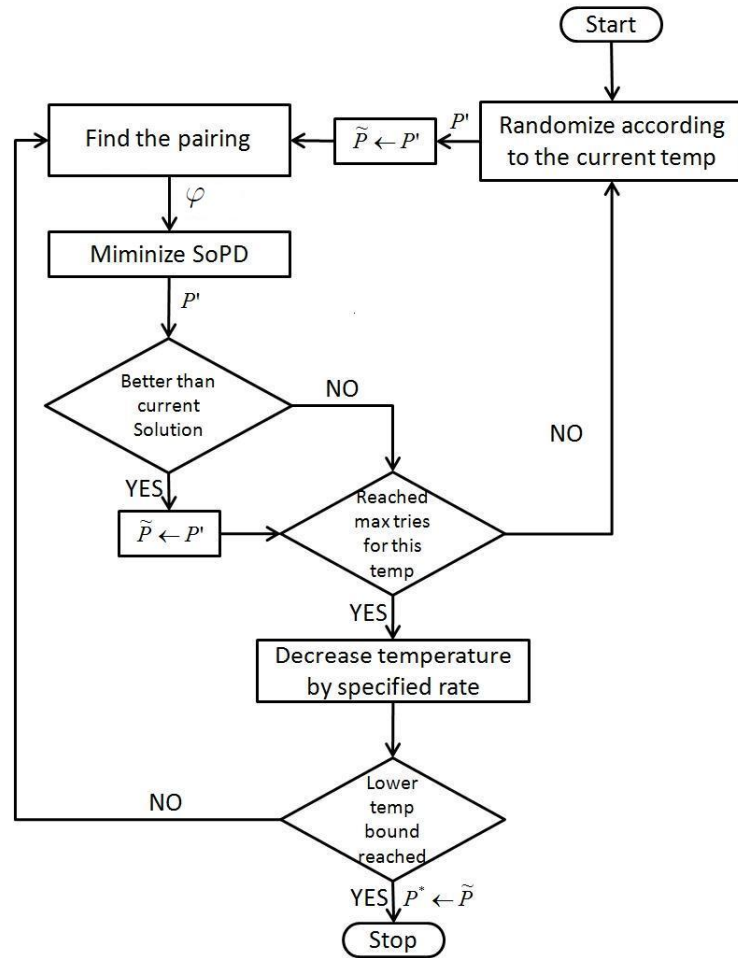 Start
Randomize according
to the current temp
P'
P̃ ← P'
Find the pairing
φ
Miminize SoPD
P'
Better than
current
Solution
NO
YES
P̃ ← P'
Reached
max tries
for this
temp
NO
YES
Decrease temperature
by specified rate
Lower
temp
bound
reached
NO
YES P* ← P̃
Stop